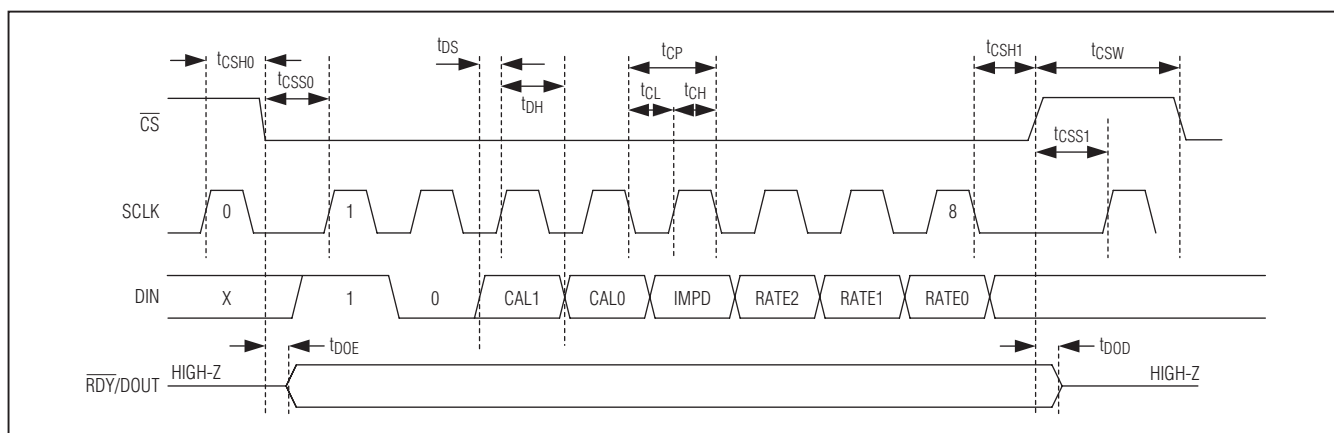 tCSH0 tDS tCP tCSH1 tCSW
tCSS0 tDH tCL tCH
CS tCSS1
SCLK 0 1 8
DIN X 1 0 CAL1 CAL0 IMPD RATE2 RATE1 RATE0
tDOE tDOD
RDY/DOUT HIGH-Z HIGH-Z